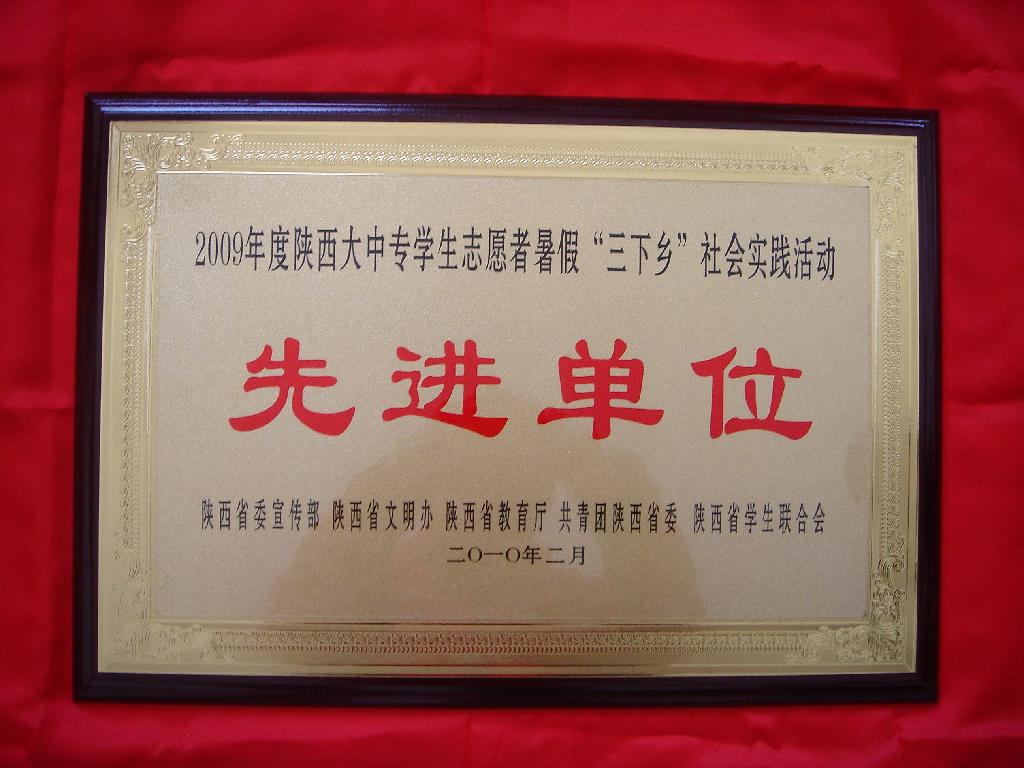 2009年度陕西大中专学生志愿者暑假“三下乡”社会实践活动
先进单位
陕西省委宣传部 陕西省文明办 陕西省教育厅 共青团陕西省委 陕西省学生联合会
二〇一〇年二月